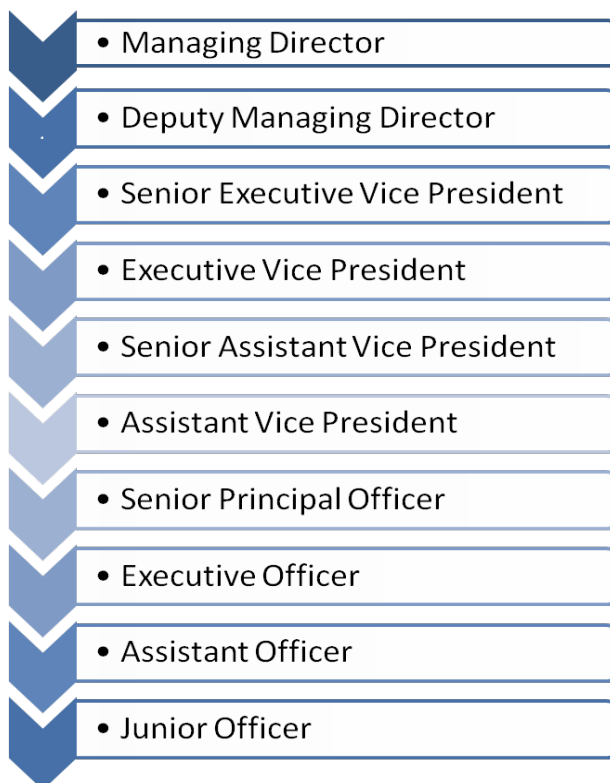 • Managing Director
• Deputy Managing Director
• Senior Executive Vice President
• Executive Vice President
• Senior Assistant Vice President
• Assistant Vice President
• Senior Principal Officer
• Executive Officer
• Assistant Officer
• Junior Officer